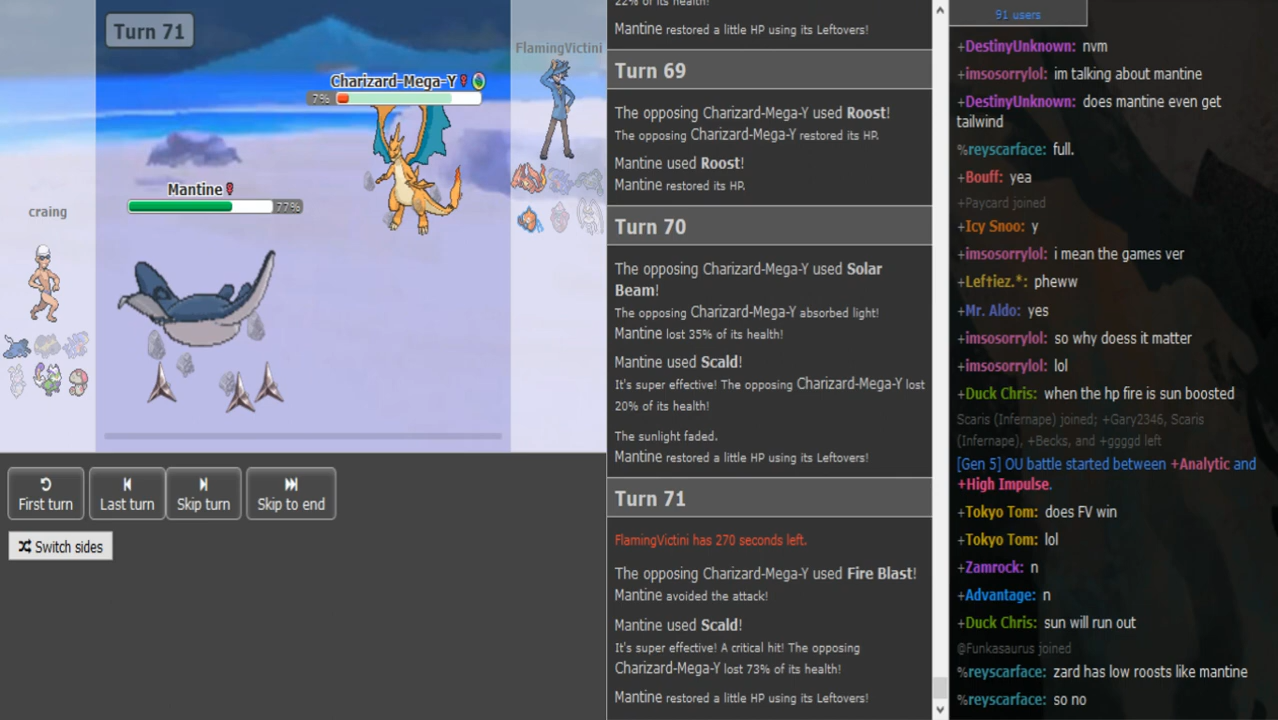 Turn 71
Charizard-Mega-Y
7%
FlamingVictini
Mantine
77%
craing
First turn
Last turn
Skip turn
Skip to end
Switch sides
22% of its health!
Mantine restored a little HP using its Leftovers!
Turn 69
The opposing Charizard-Mega-Y used Roost!
The opposing Charizard-Mega-Y restored its HP.
Mantine used Roost!
Mantine restored its HP.
Turn 70
The opposing Charizard-Mega-Y used Solar
Beam!
The opposing Charizard-Mega-Y absorbed light!
Mantine lost 35% of its health!
Mantine used Scald!
It's super effective! The opposing Charizard-Mega-Y lost
20% of its health!
The sunlight faded.
Mantine restored a little HP using its Leftovers!
Turn 71
FlamingVictini has 270 seconds left.
The opposing Charizard-Mega-Y used Fire Blast!
Mantine avoided the attack!
Mantine used Scald!
It's super effective! A critical hit! The opposing
Charizard-Mega-Y lost 73% of its health!
Mantine restored a little HP using its Leftovers!
91 users
+DestinyUnknown: nvm
+imsosorrylol: im talking about mantine
+DestinyUnknown: does mantine even get
tailwind
%reyscarface: full.
+Bouff: yea
+Paycard joined
+Icy Snoo: y
+imsosorrylol: i mean the games ver
+Leftiez.*: pheww
+Mr. Aldo: yes
+imsosorrylol: so why doess it matter
+imsosorrylol: lol
+Duck Chris: when the hp fire is sun boosted
Scaris (Infernape) joined; +Gary2346, Scaris
(Infernape), +Becks, and +ggggd left
[Gen 5] OU battle started between +Analytic and
+High Impulse.
+Tokyo Tom: does FV win
+Tokyo Tom: lol
+Zamrock: n
+Advantage: n
+Duck Chris: sun will run out
@Funkasaurus joined
%reyscarface: zard has low roosts like mantine
%reyscarface: so no